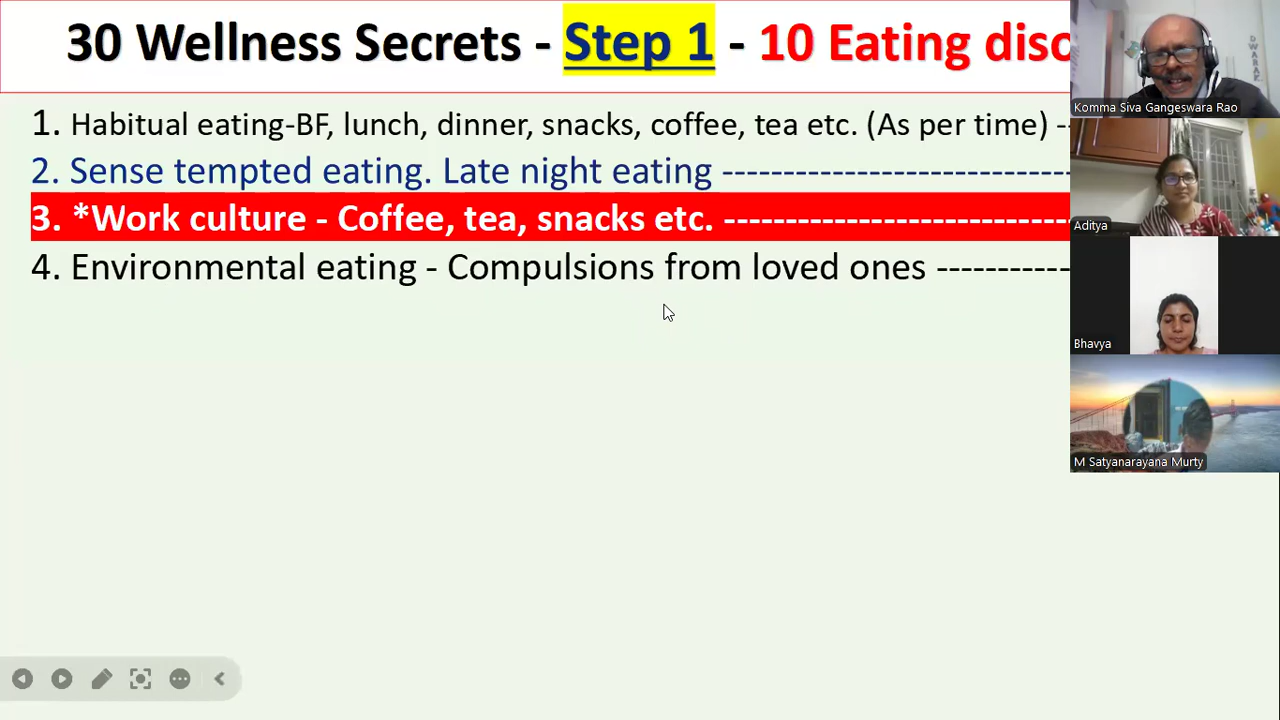 30 Wellness Secrets - Step 1 - 10 Eating diso
1. Habitual eating-BF, lunch, dinner, snacks, coffee, tea etc. (As per time) --
2. Sense tempted eating. Late night eating -----------------------------
3. *Work culture - Coffee, tea, snacks etc. -----------------------------
4. Environmental eating - Compulsions from loved ones -----------
Komma Siva Gangeswara Rao
Aditya
Bhavya
M Satyanarayana Murty